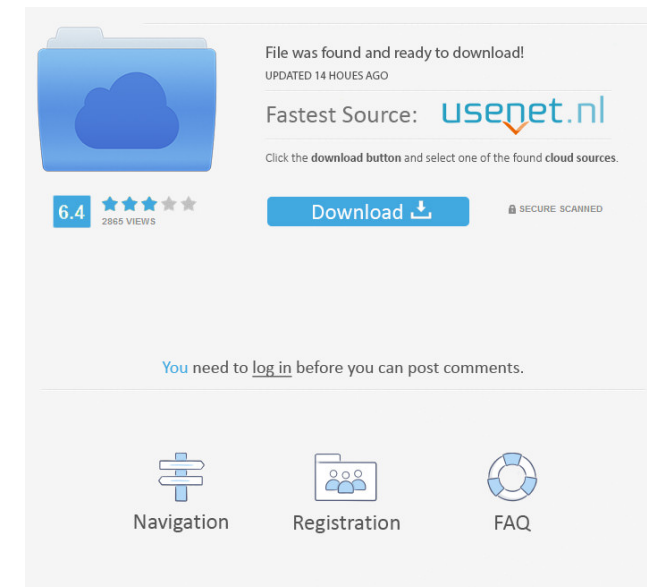 File was found and ready to download!
UPDATED 14 HOUES AGO
Fastest Source: usenet.nl
Click the download button and select one of the found cloud sources.
6.4
2865 VIEWS
Download
SECURE SCANNED
You need to log in before you can post comments.
Navigation
Registration
FAQ